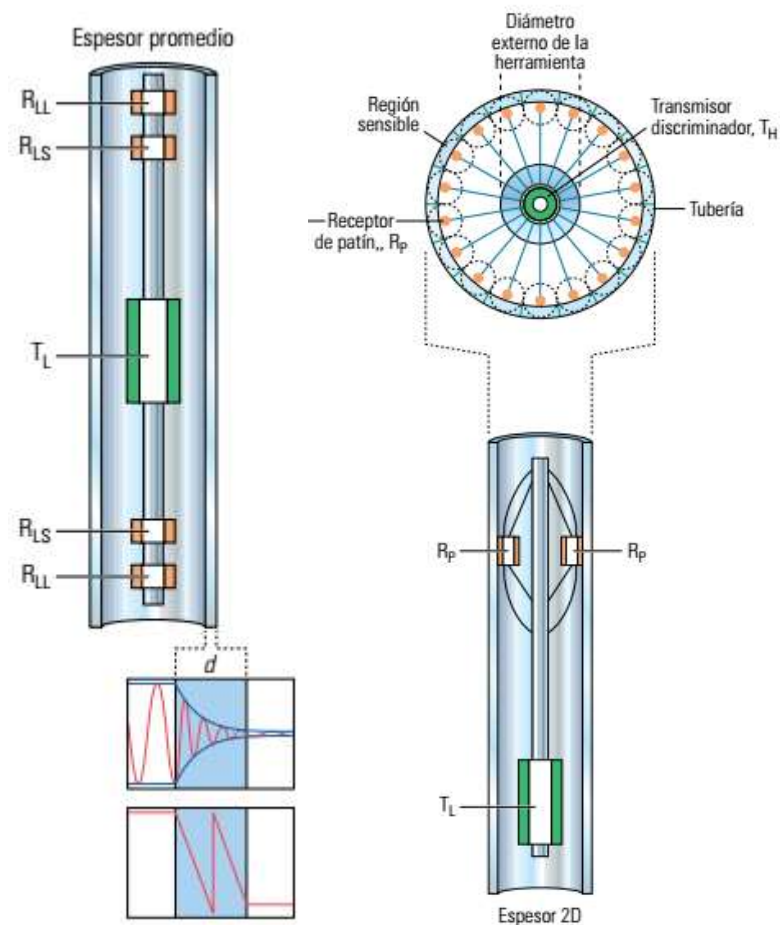 Espesor promedio
R_LL
R_LS
T_L
R_LS
R_LL
d
Diámetro
externo de la
herramienta
Región
sensible
Transmisor
discriminador, T_H
Receptor
de patín,, R_P
Tubería
R_P
R_P
T_L
Espesor 2D